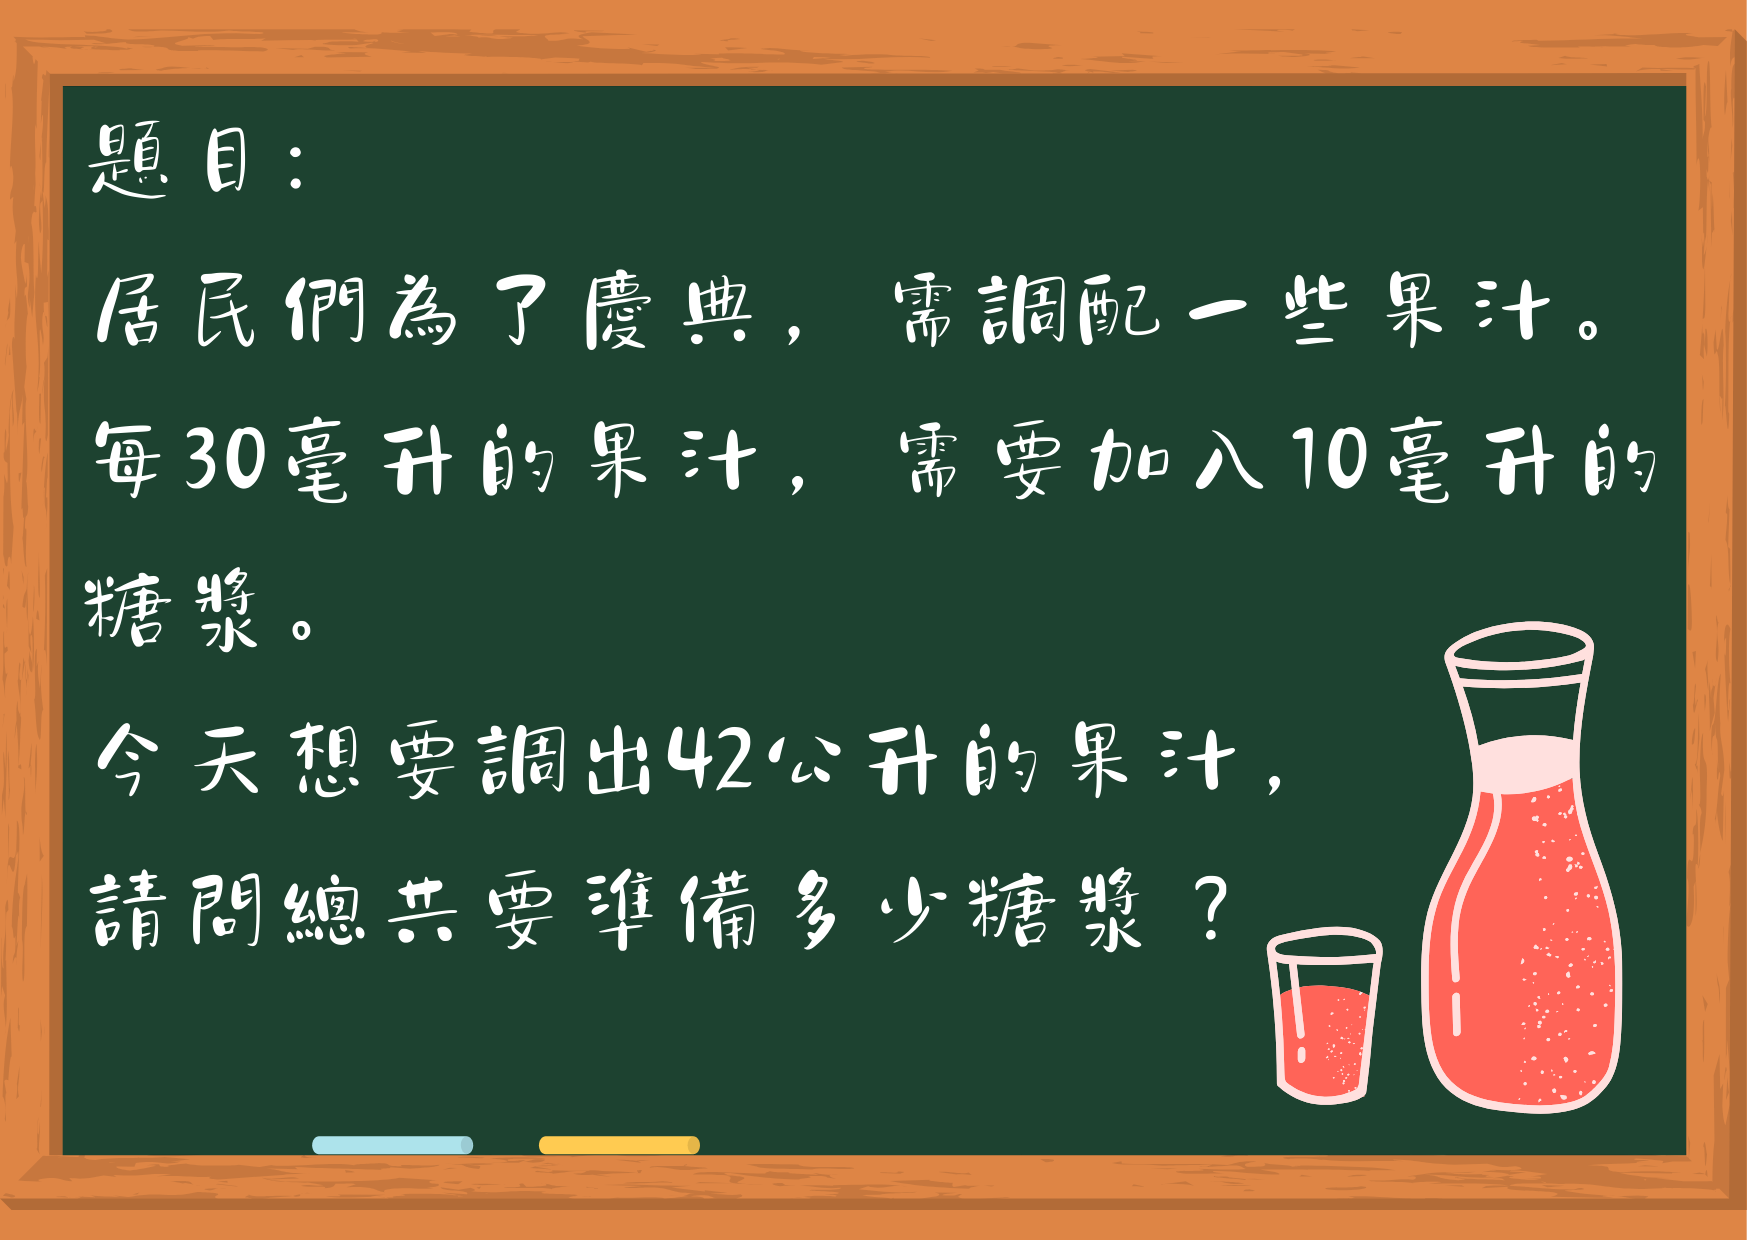 題目：
居民們為了慶典，需調配一些果汁。
每30毫升的果汁，需要加入10毫升的
糖漿。
今天想要調出42公升的果汁，
請問總共要準備多少糖漿？